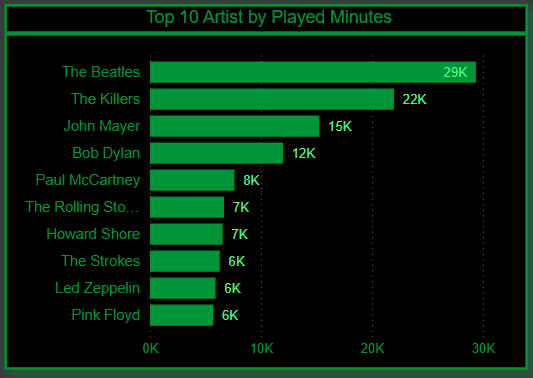 Top 10 Artist by Played Minutes
The Beatles 29K
The Killers 22K
John Mayer 15K
Bob Dylan 12K
Paul McCartney 8K
The Rolling Sto... 7K
Howard Shore 7K
The Strokes 6K
Led Zeppelin 6K
Pink Floyd 6K
0K 10K 20K 30K